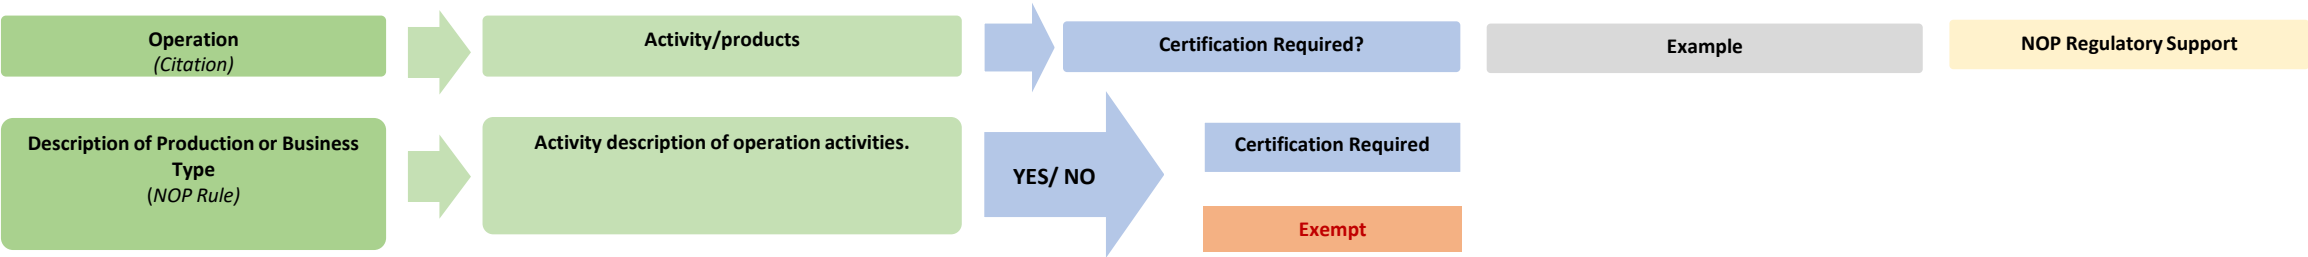 Operation
(Citation)
Activity/products
Certification Required?
Example
NOP Regulatory Support
Description of Production or Business
Type
(NOP Rule)
Activity description of operation activities.
YES/ NO
Certification Required
Exempt